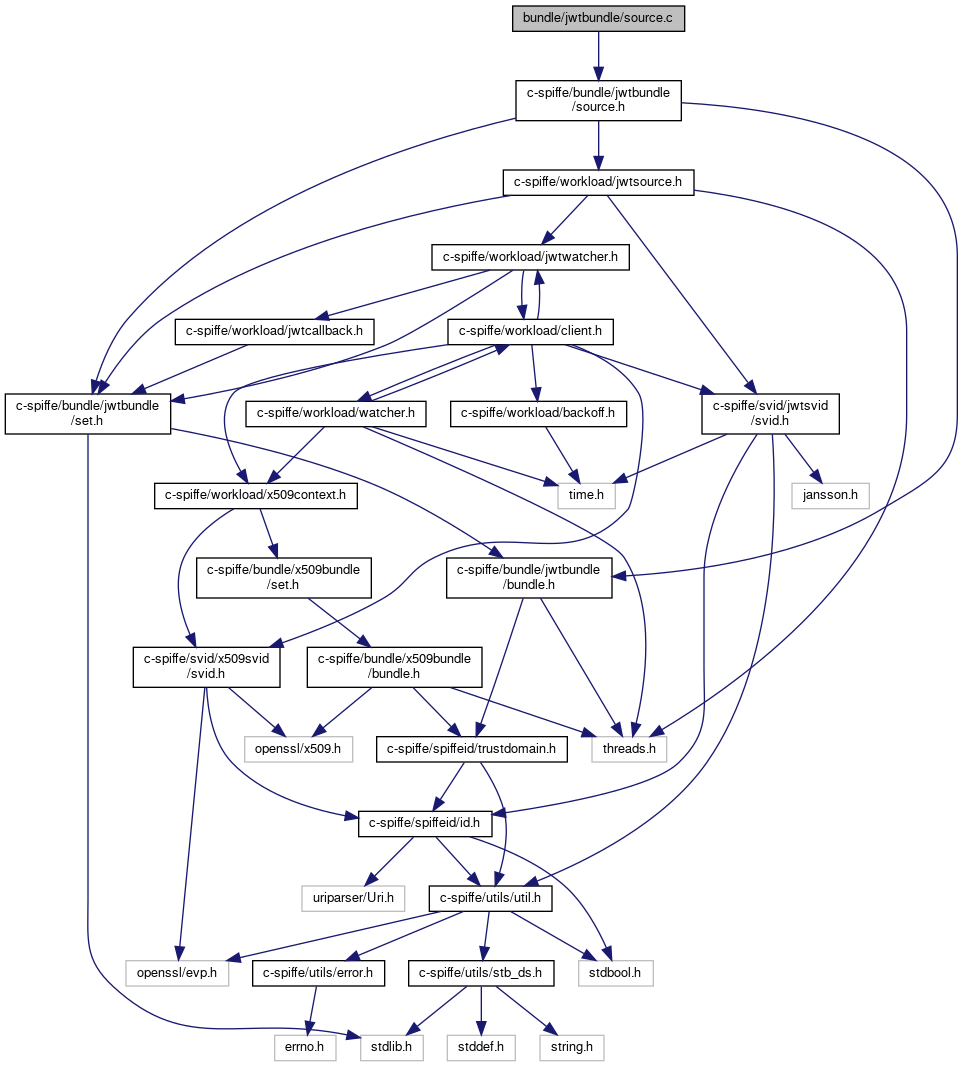 bundle/jwtbundle/source.c
c-spiffe/bundle/jwtbundle
/source.h
c-spiffe/workload/jwtsource.h
c-spiffe/workload/jwtwatcher.h
c-spiffe/workload/jwtcallback.h
c-spiffe/workload/client.h
c-spiffe/bundle/jwtbundle
/set.h
c-spiffe/workload/watcher.h
c-spiffe/workload/backoff.h
c-spiffe/svid/jwtsvid
/svid.h
c-spiffe/workload/x509context.h
time.h
jansson.h
c-spiffe/bundle/x509bundle
/set.h
c-spiffe/bundle/jwtbundle
/bundle.h
c-spiffe/svid/x509svid
/svid.h
c-spiffe/bundle/x509bundle
/bundle.h
openssl/x509.h
c-spiffe/spiffeid/trustdomain.h
threads.h
c-spiffe/spiffeid/id.h
uriparser/Uri.h
c-spiffe/utils/util.h
openssl/evp.h
c-spiffe/utils/error.h
c-spiffe/utils/stb_ds.h
stdbool.h
errno.h
stdlib.h
stddef.h
string.h